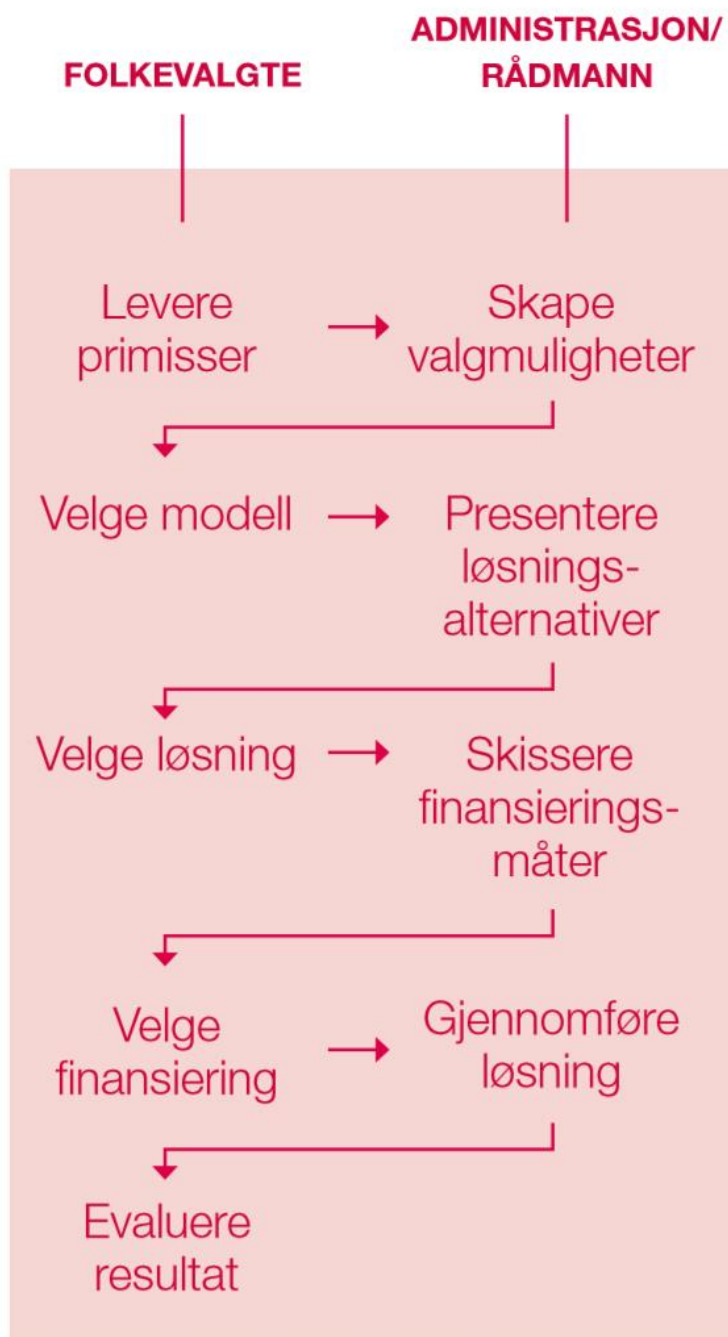 FOLKEVALGTE
ADMINISTRASJON/
RÅDMANN
Levere
primisser
Skape
valgmuligheter
Velge modell
Presentere
løsnings-
alternativer
Velge løsning
Skissere
finansierings-
måter
Velge
finansiering
Gjennomføre
løsning
Evaluere
resultat